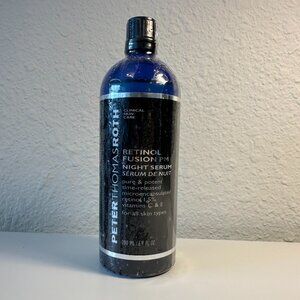 PETER THOMAS ROTH
CLINICAL
SKIN
CARE
RETINOL
FUSION PM
NIGHT SERUM
SÉRUM DE NUIT
pure & potent
time-released
microencapsulated
retinol 1.5%
vitamins C & E
for all skin types